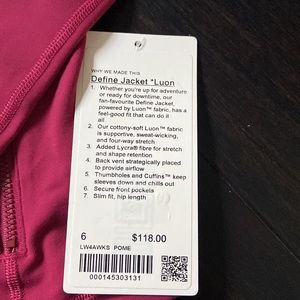 WHY WE MADE THIS
Define Jacket *Luon
1. Whether you're up for adventure
or ready for downtime, our
fan-favourite Define Jacket,
powered by Luon™ fabric, has a
feel-good fit that can do it
all
2. Our cottony-soft Luon™ fabric
is supportive, sweat-wicking,
and four-way stretch
3. Added Lycra® fibre for stretch
and shape retention
4. Back vent strategically placed
to provide airflow
5. Thumbholes and Cuffins™ keep
sleeves down and chills out
6. Secure front pockets
7. Slim fit, hip length
6 $118.00
LW4AWKS POME
000145303131